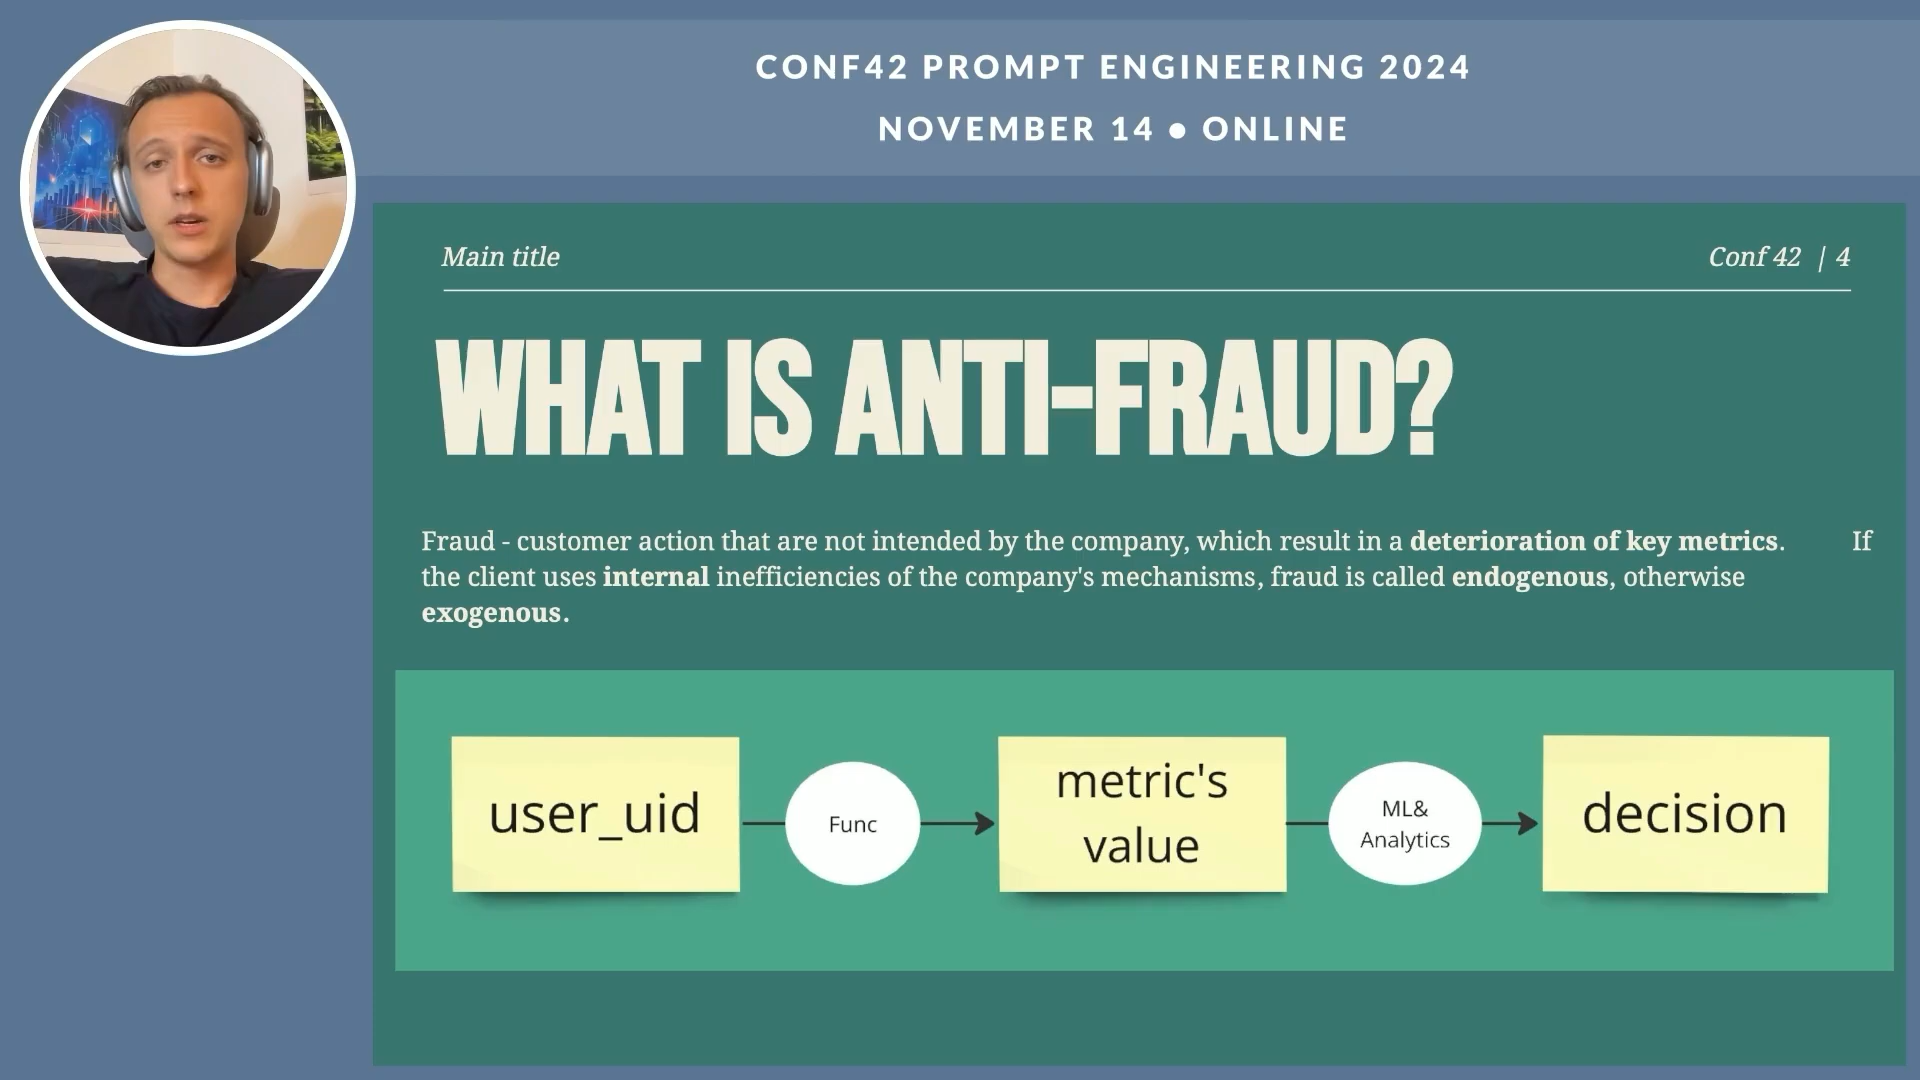 CONF42 PROMPT ENGINEERING 2024
NOVEMBER 14 ● ONLINE
Main title
Conf 42 | 4
WHAT IS ANTI-FRAUD?
Fraud - customer action that are not intended by the company, which result in a deterioration of key metrics. If
the client uses internal inefficiencies of the company's mechanisms, fraud is called endogenous, otherwise
exogenous.
user_uid
Func
metric's
value
ML&
Analytics
decision